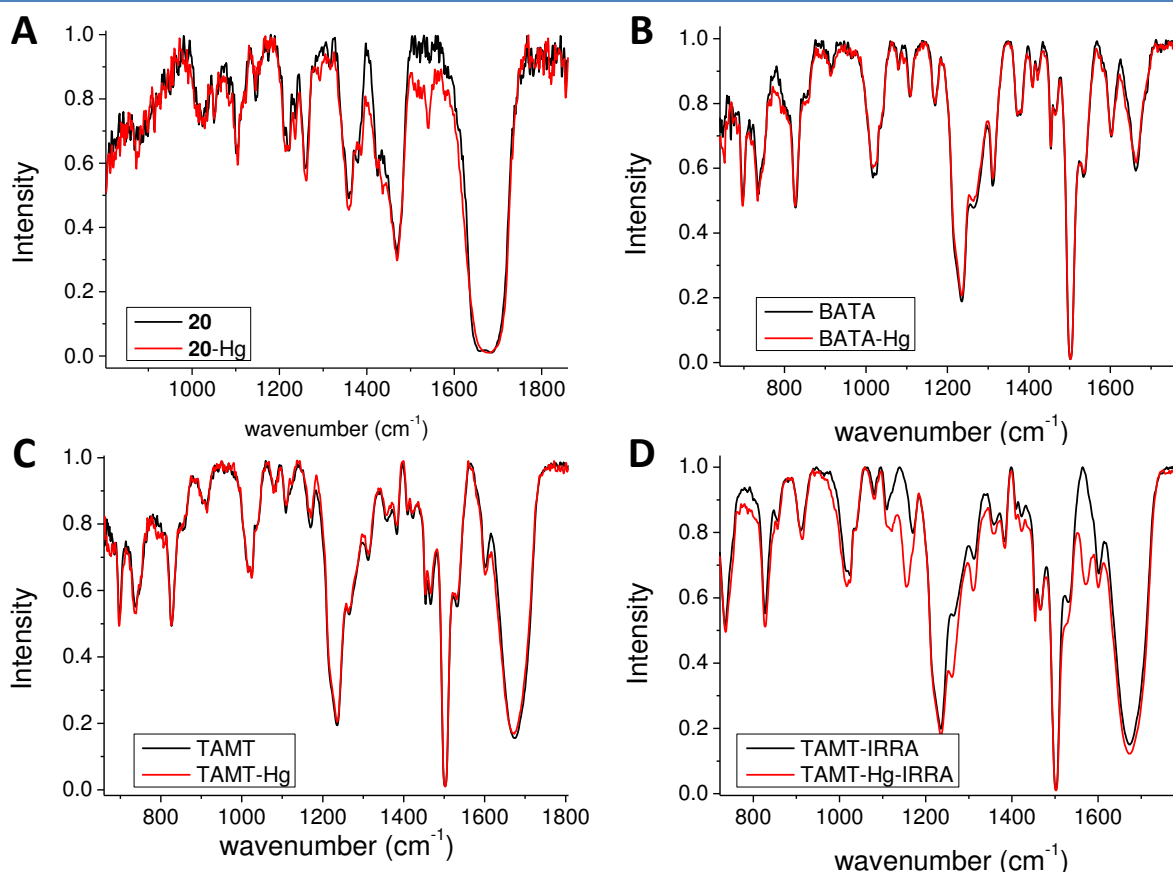 A
1.0
0.8
0.6
0.4
0.2
0.0
Intensity
20
20-Hg
1000 1200 1400 1600 1800
wavenumber (cm-1)
B
1.0
0.8
0.6
0.4
0.2
0.0
Intensity
BATA
BATA-Hg
800 1000 1200 1400 1600
wavenumber (cm-1)
C
1.0
0.8
0.6
0.4
0.2
0.0
Intensity
TAMT
TAMT-Hg
800 1000 1200 1400 1600 1800
wavenumber (cm-1)
D
1.0
0.8
0.6
0.4
0.2
0.0
Intensity
TAMT-IRRA
TAMT-Hg-IRRA
800 1000 1200 1400 1600
wavenumber (cm-1)